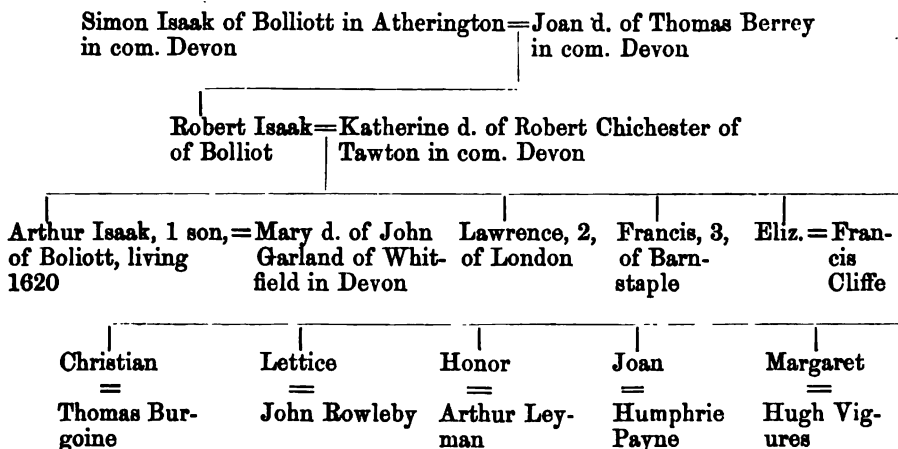 Simon Isaak of Bolliott in Atherington=Joan d. of Thomas Berrey
in com. Devon in com. Devon
Robert Isaak=Katherine d. of Robert Chichester of
of Bolliot Tawton in com. Devon
Arthur Isaak, 1 son,=Mary d. of John Lawrence, 2, Francis, 3, Eliz.=Fran-
of Boliott, living Garland of Whit- of London of Barn- cis
1620 field in Devon staple Cliffe
Christian Lettice Honor Joan Margaret
= = = = =
Thomas Bur- John Rowleby Arthur Ley- Humphrie Hugh Vig-
goine man Payne ures